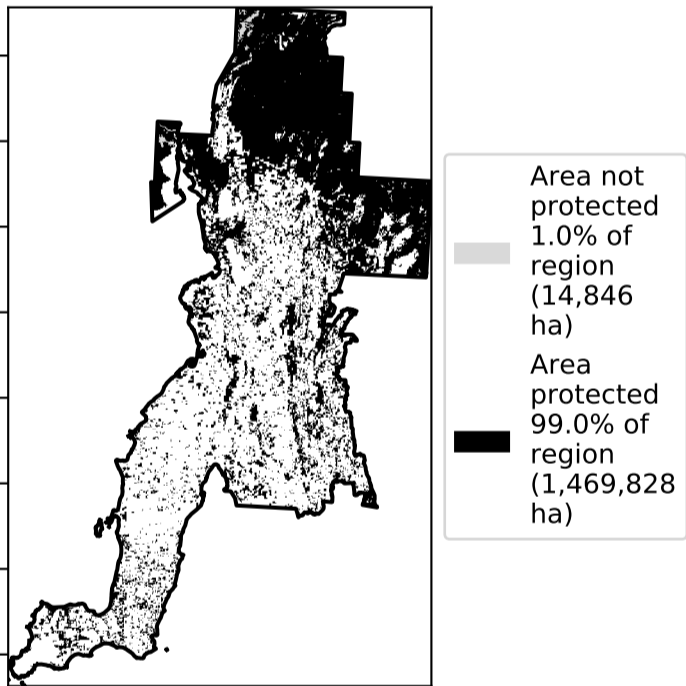 Area not
protected
1.0% of
region
(14,846
ha)
Area
protected
99.0% of
region
(1,469,828
ha)